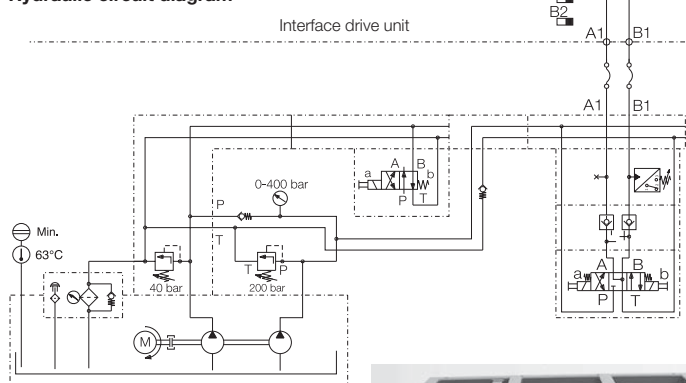 Hydraulic circuit diagram
B2
Interface drive unit
A1 B1
A1 B1
A B
a b
P T
0-400 bar
P
T
Min.
63°C
T P
40 bar
200 bar
A B
a b
P T
M